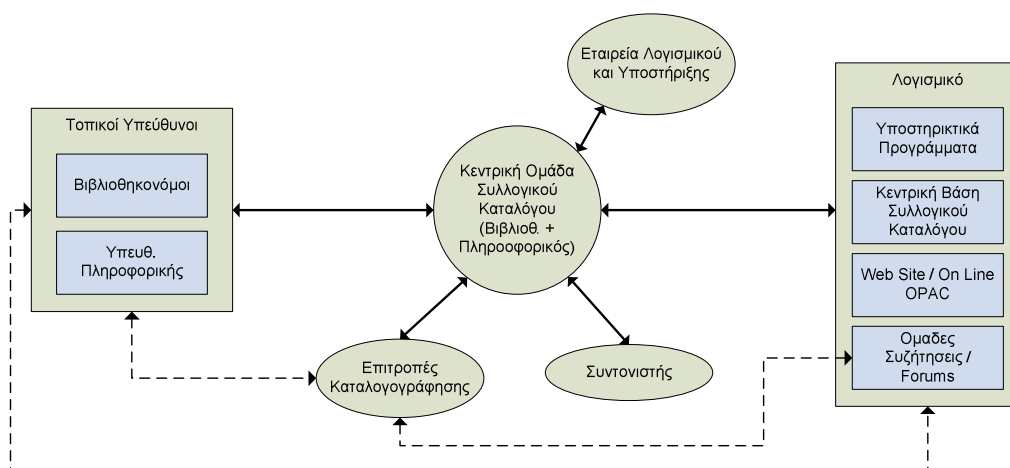 Εταιρεία Λογισμικού
και Υποστήριξης
Τοπικοί Υπεύθυνοι
Βιβλιοθηκονόμοι
Υπευθ.
Πληροφορικής
Κεντρική Ομάδα
Συλλογικού
Καταλόγου
(Βιβλιοθ. +
Πληροοφορικός)
Λογισμικό
Υποστηρικτικά
Προγράμματα
Κεντρική Βάση
Συλλογικού
Καταλόγου
Web Site / On Line
OPAC
Ομαδες
Συζήτησεις /
Forums
Επιτροπές
Καταλογογράφησης
Συντονιστής